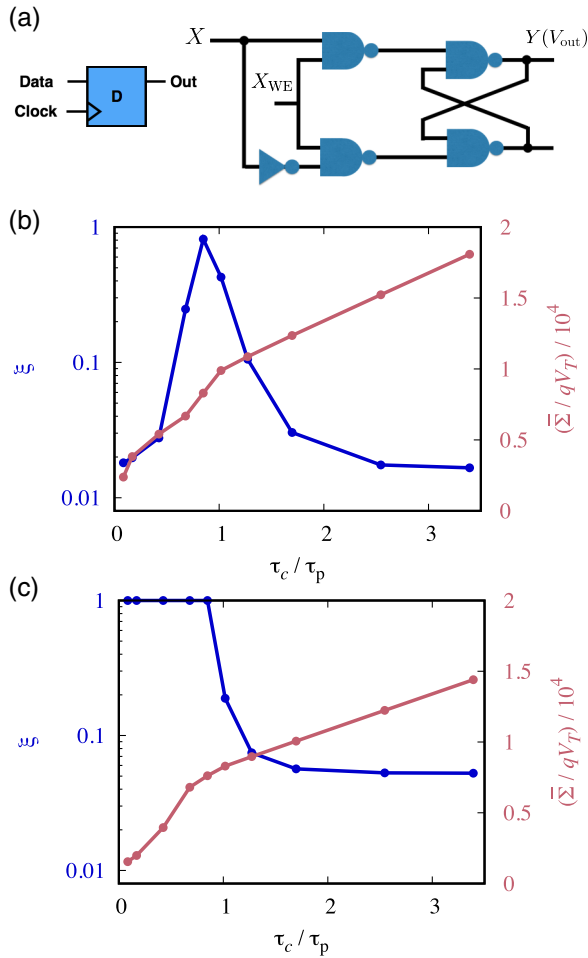 (a)
Data
Clock
D
Out
X
X_WE
Y(V_out)
(b)
1
0.1
0.01
ξ
2
1.5
1
0.5
0
(Σ̅ / qV_T) / 10^4
0 1 2 3
τ_c / τ_p
(c)
1
0.1
0.01
ξ
2
1.5
1
0.5
0
(Σ̅ / qV_T) / 10^4
0 1 2 3
τ_c / τ_p